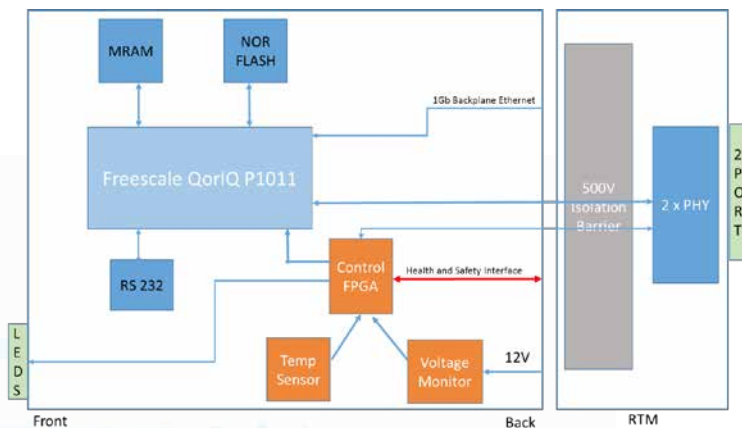 MRAM
NOR
FLASH
1Gb Backplane Ethernet
Freescale QorIQ P1011
500V
Isolation
Barrier
2 x PHY
2
P
O
R
T
RS 232
Control
FPGA
Health and Safety Interface
L
E
D
S
Temp
Sensor
Voltage
Monitor
12V
Front
Back
RTM